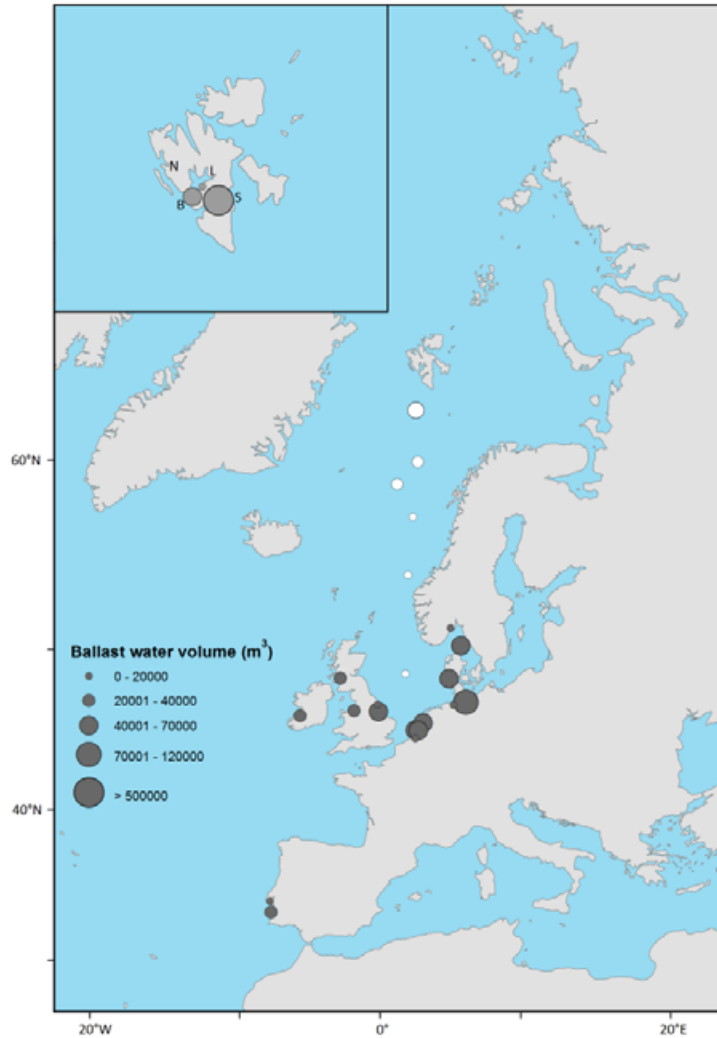 N
L
B
S
60°N
Ballast water volume (m³)
0 - 20000
20001 - 40000
40001 - 70000
70001 - 120000
> 500000
40°N
20°W
0°
20°E